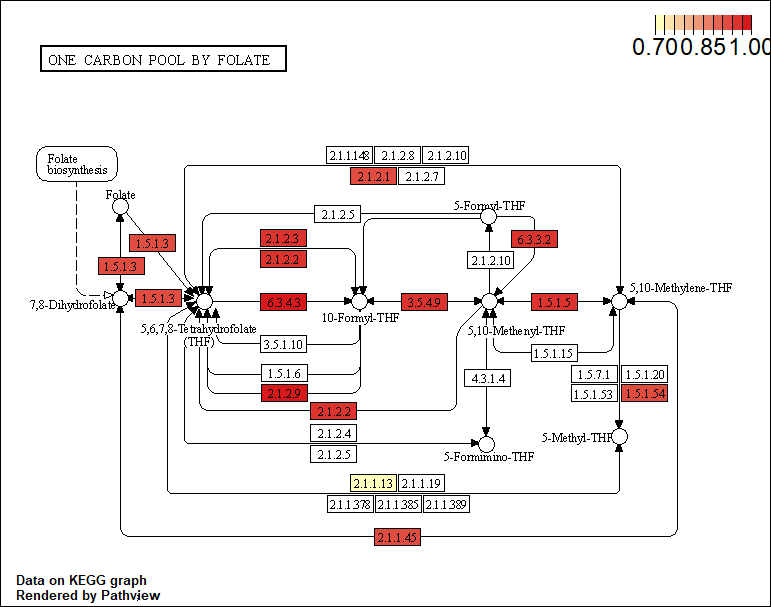 0.700.851.00
ONE CARBON POOL BY FOLATE
2.1.1.148 2.1.2.8 2.1.2.10
2.1.2.1 2.1.2.7
Folate
biosynthesis
Folate
5-Formyl-THF
2.1.2.5
1.5.1.3
2.1.2.3
6.3.3.2
1.5.1.3
2.1.2.2
2.1.2.10
7,8-Dihydrofolate
1.5.1.3
6.3.4.3
3.5.4.9
1.5.1.5
5,10-Methylene-THF
10-Formyl-THF
5,6,7,8-Tetrahydrofolate
(THF)
5,10-Methenyl-THF
3.5.1.10
1.5.1.15
1.5.1.6
4.3.1.4
1.5.7.1 1.5.1.20
2.1.2.9
1.5.1.53 1.5.1.54
2.1.2.2
2.1.2.4
5-Methyl-THF
2.1.2.5
5-Formimino-THF
2.1.1.13 2.1.1.19
2.1.1.378 2.1.1.385 2.1.1.389
2.1.1.45
Data on KEGG graph
Rendered by Pathview